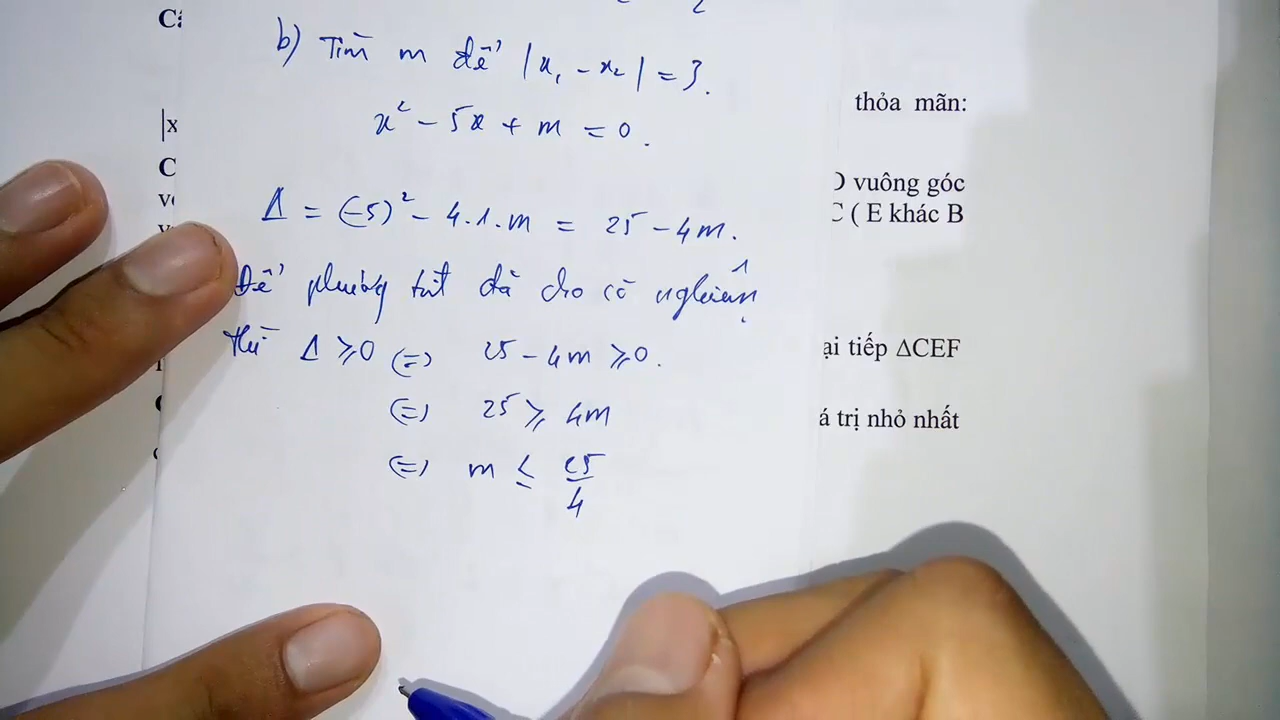 Câ
b) Tìm m để |x₁ - x₂| = 3.
|x
thỏa mãn:
x² - 5x + m = 0.
C
vuông góc
C ( E khác B
Δ = (-5)² - 4.1.m = 25 - 4m.
Để phương trình đã cho có nghiệm
thì Δ ⩾ 0 (=) 25 - 4m ⩾ 0.
ại tiếp ΔCEF
(=) 25 ⩾ 4m
á trị nhỏ nhất
(=) m ≤ 25/4